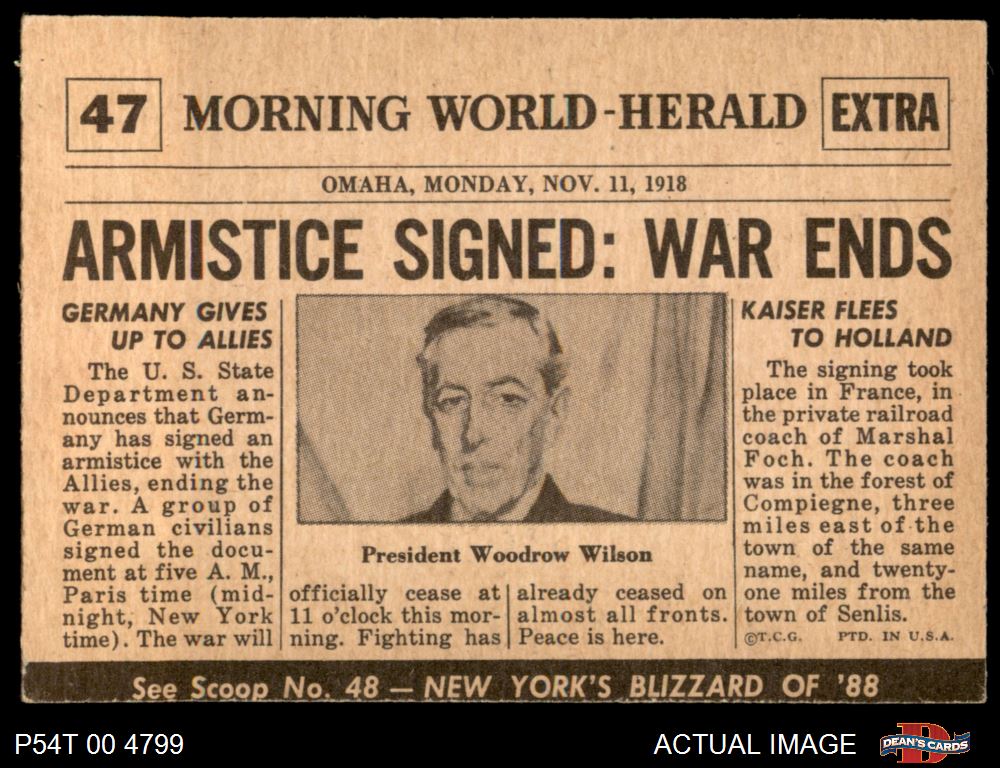 47 MORNING WORLD-HERALD EXTRA
OMAHA, MONDAY, NOV. 11, 1918
ARMISTICE SIGNED: WAR ENDS
GERMANY GIVES
UP TO ALLIES
The U. S. State
Department an-
nounces that Germ-
any has signed an
armistice with the
Allies, ending the
war. A group of
German civilians
signed the docu-
ment at five A. M.,
Paris time (mid-
night, New York
time). The war will
President Woodrow Wilson
officially cease at
11 o'clock this mor-
ning. Fighting has
already ceased on
almost all fronts.
Peace is here.
KAISER FLEES
TO HOLLAND
The signing took
place in France, in
the private railroad
coach of Marshal
Foch. The coach
was in the forest of
Compiegne, three
miles east of the
town of the same
name, and twenty-
one miles from the
town of Senlis.
©T.C.G. PTD. IN U.S.A.
See Scoop No. 48 — NEW YORK'S BLIZZARD OF '88
P54T 00 4799
ACTUAL IMAGE
D
DEAN'S CARDS